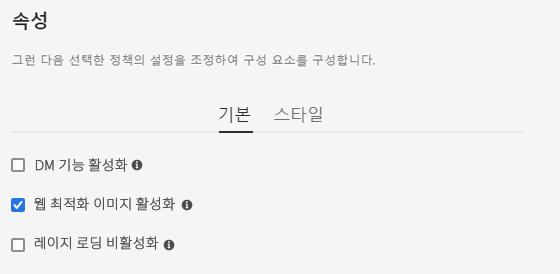 속성
그런 다음 선택한 정책의 설정을 조정하여 구성 요소를 구성합니다.
기본 스타일
DM 기능 활성화
웹 최적화 이미지 활성화
레이지 로딩 비활성화